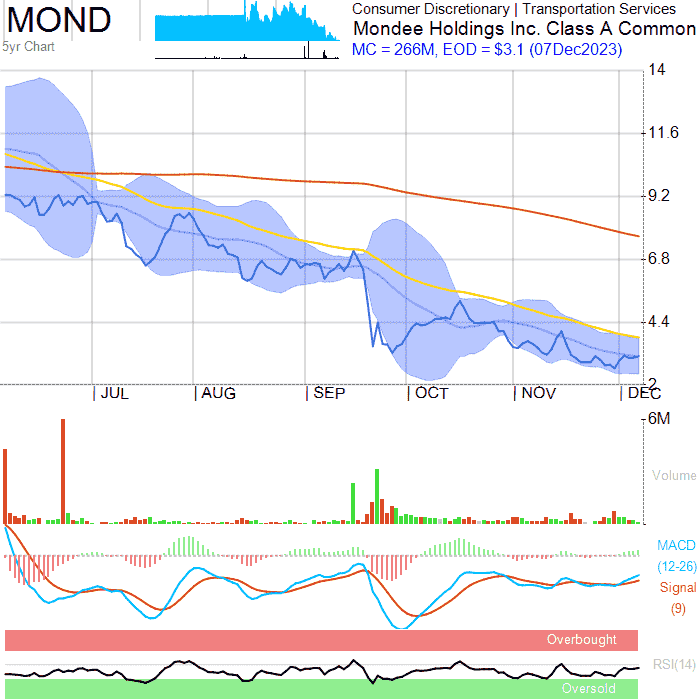 MOND
5yr Chart
Consumer Discretionary | Transportation Services
Mondee Holdings Inc. Class A Common
MC = 266M, EOD = $3.1 (07Dec2023)
14
11.6
9.2
6.8
4.4
2
JUL AUG SEP OCT NOV DEC
6M
Volume
MACD
(12-26)
Signal
(9)
Overbought
RSI(14)
Oversold